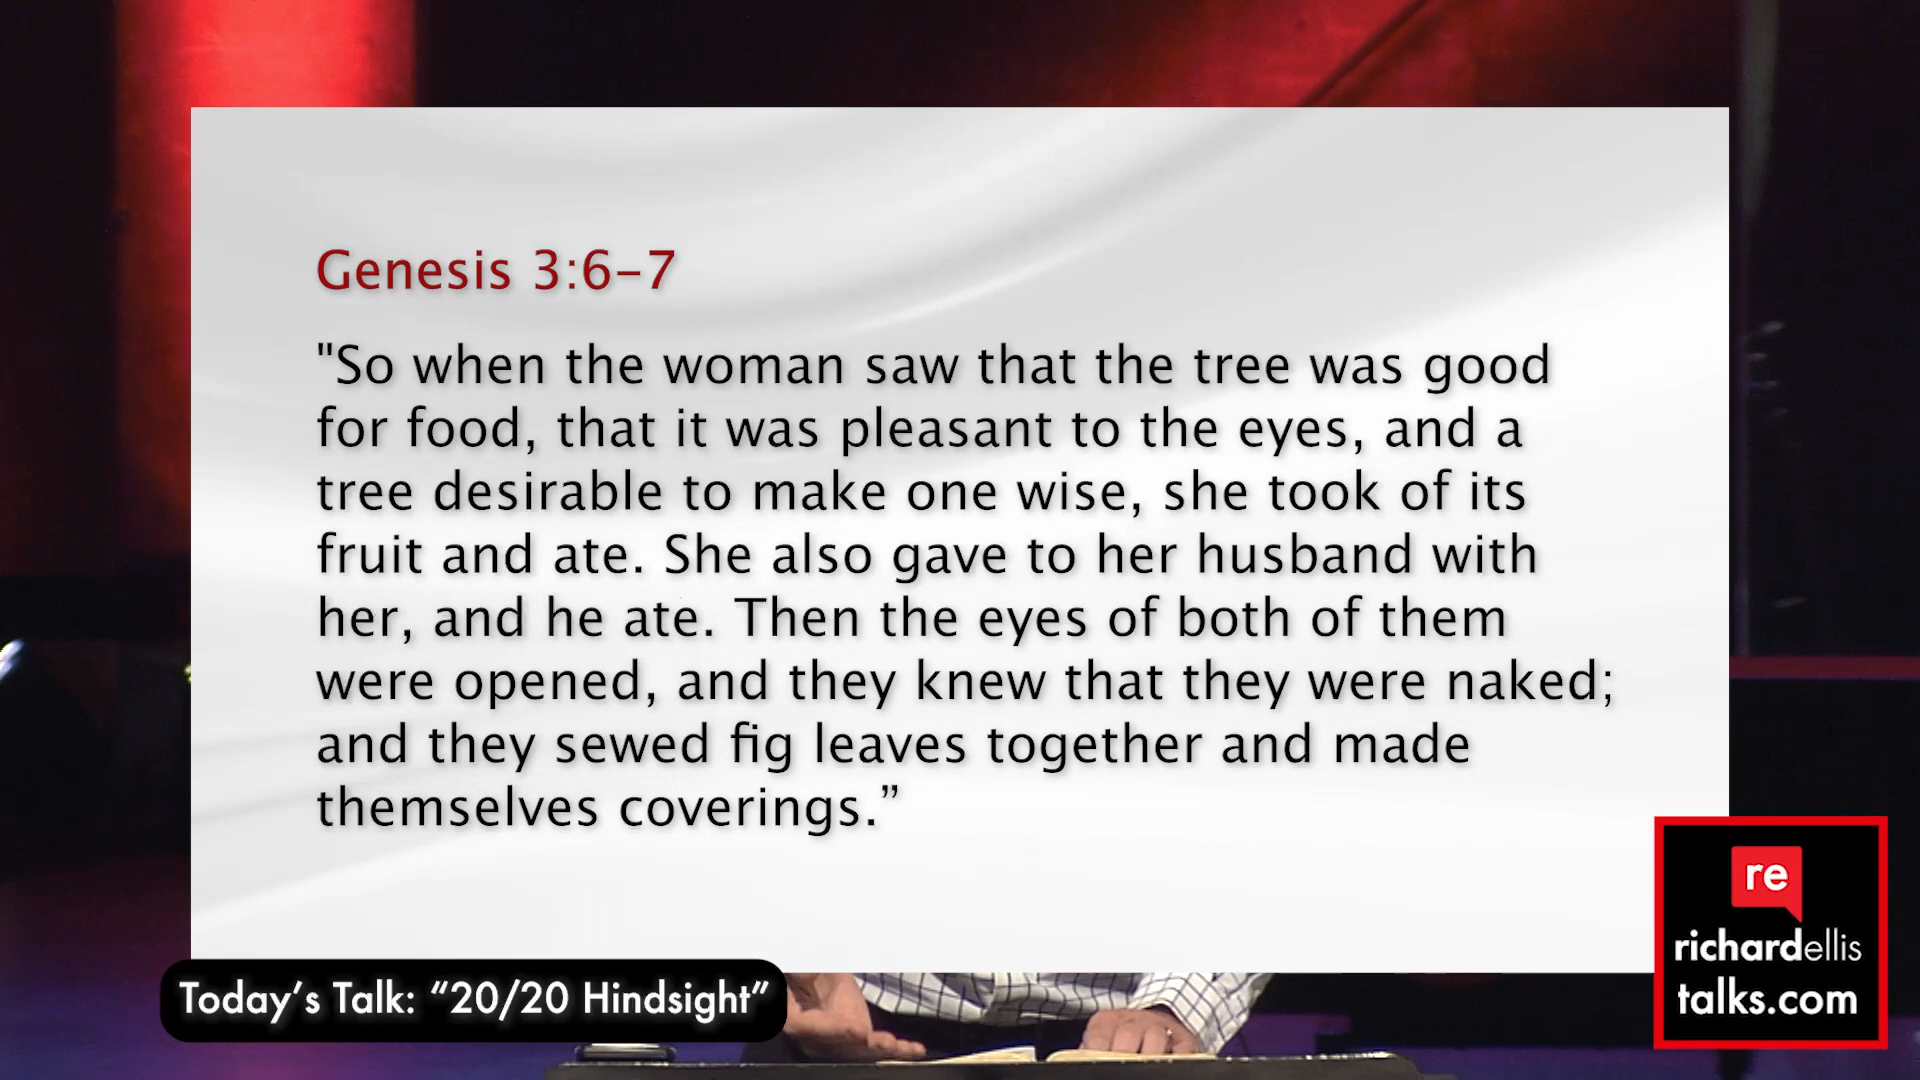 Genesis 3:6–7
"So when the woman saw that the tree was good
for food, that it was pleasant to the eyes, and a
tree desirable to make one wise, she took of its
fruit and ate. She also gave to her husband with
her, and he ate. Then the eyes of both of them
were opened, and they knew that they were naked;
and they sewed fig leaves together and made
themselves coverings.”
Today’s Talk: “20/20 Hindsight”
re
richardellis
talks.com